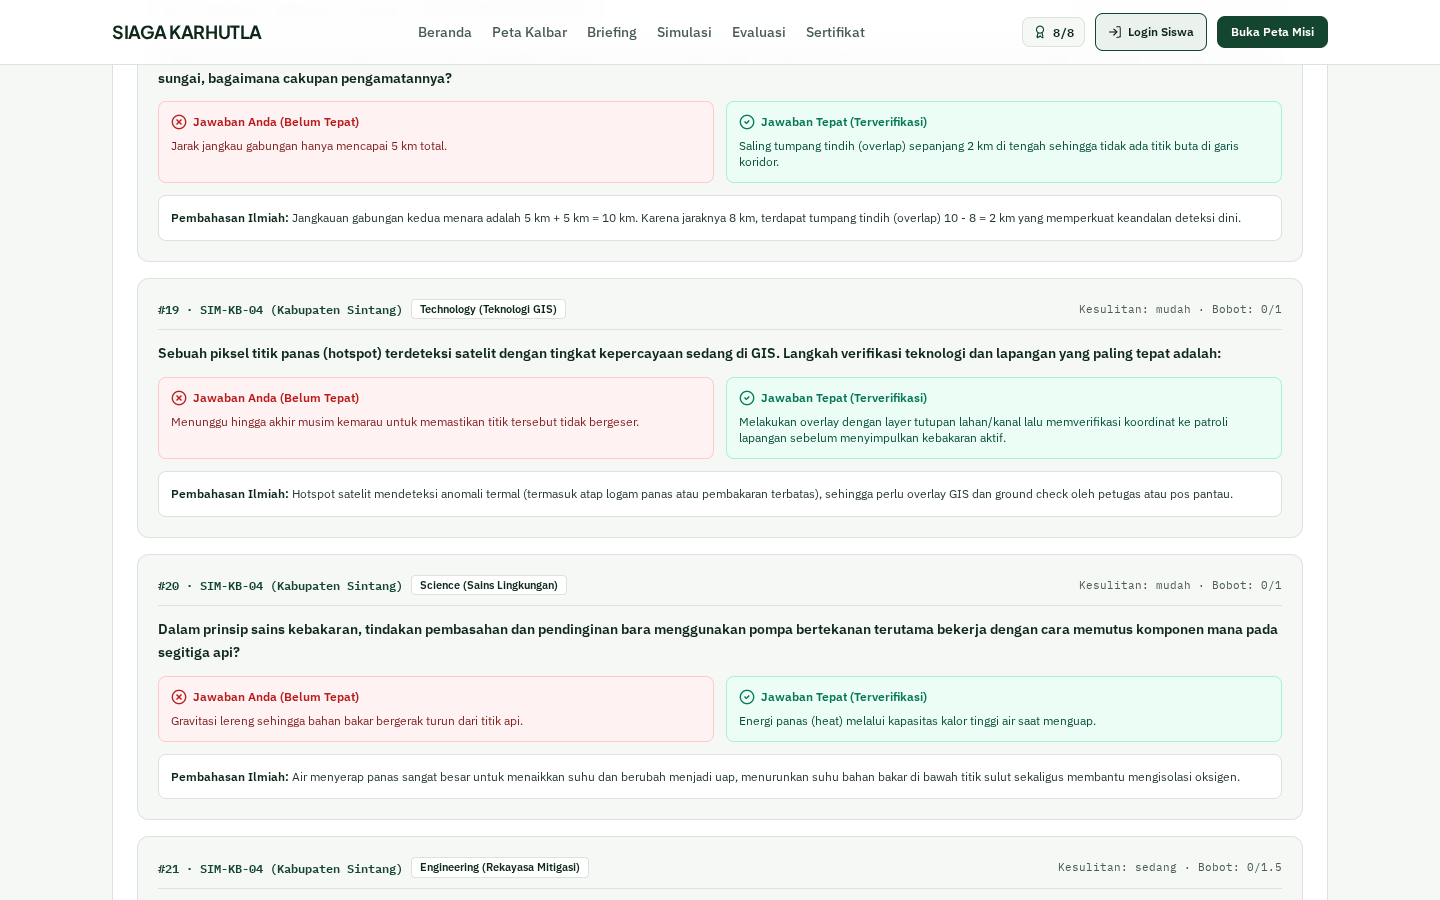 SIAGA KARHUTLA
Beranda
Peta Kalbar
Briefing
Simulasi
Evaluasi
Sertifikat
8/8
Login Siswa
Buka Peta Misi
sungai, bagaimana cakupan pengamatannya?
Jawaban Anda (Belum Tepat)
Jarak jangkau gabungan hanya mencapai 5 km total.
Jawaban Tepat (Terverifikasi)
Saling tumpang tindih (overlap) sepanjang 2 km di tengah sehingga tidak ada titik buta di garis
koridor.
Pembahasan Ilmiah: Jangkauan gabungan kedua menara adalah 5 km + 5 km = 10 km. Karena jaraknya 8 km, terdapat tumpang tindih (overlap) 10 - 8 = 2 km yang memperkuat keandalan deteksi dini.
#19 · SIM-KB-04 (Kabupaten Sintang)
Technology (Teknologi GIS)
Kesulitan: mudah · Bobot: 0/1
Sebuah piksel titik panas (hotspot) terdeteksi satelit dengan tingkat kepercayaan sedang di GIS. Langkah verifikasi teknologi dan lapangan yang paling tepat adalah:
Jawaban Anda (Belum Tepat)
Menunggu hingga akhir musim kemarau untuk memastikan titik tersebut tidak bergeser.
Jawaban Tepat (Terverifikasi)
Melakukan overlay dengan layer tutupan lahan/kanal lalu memverifikasi koordinat ke patroli
lapangan sebelum menyimpulkan kebakaran aktif.
Pembahasan Ilmiah: Hotspot satelit mendeteksi anomali termal (termasuk atap logam panas atau pembakaran terbatas), sehingga perlu overlay GIS dan ground check oleh petugas atau pos pantau.
#20 · SIM-KB-04 (Kabupaten Sintang)
Science (Sains Lingkungan)
Kesulitan: mudah · Bobot: 0/1
Dalam prinsip sains kebakaran, tindakan pembasahan dan pendinginan bara menggunakan pompa bertekanan terutama bekerja dengan cara memutus komponen mana pada
segitiga api?
Jawaban Anda (Belum Tepat)
Gravitasi lereng sehingga bahan bakar bergerak turun dari titik api.
Jawaban Tepat (Terverifikasi)
Energi panas (heat) melalui kapasitas kalor tinggi air saat menguap.
Pembahasan Ilmiah: Air menyerap panas sangat besar untuk menaikkan suhu dan berubah menjadi uap, menurunkan suhu bahan bakar di bawah titik sulut sekaligus membantu mengisolasi oksigen.
#21 · SIM-KB-04 (Kabupaten Sintang)
Engineering (Rekayasa Mitigasi)
Kesulitan: sedang · Bobot: 0/1.5